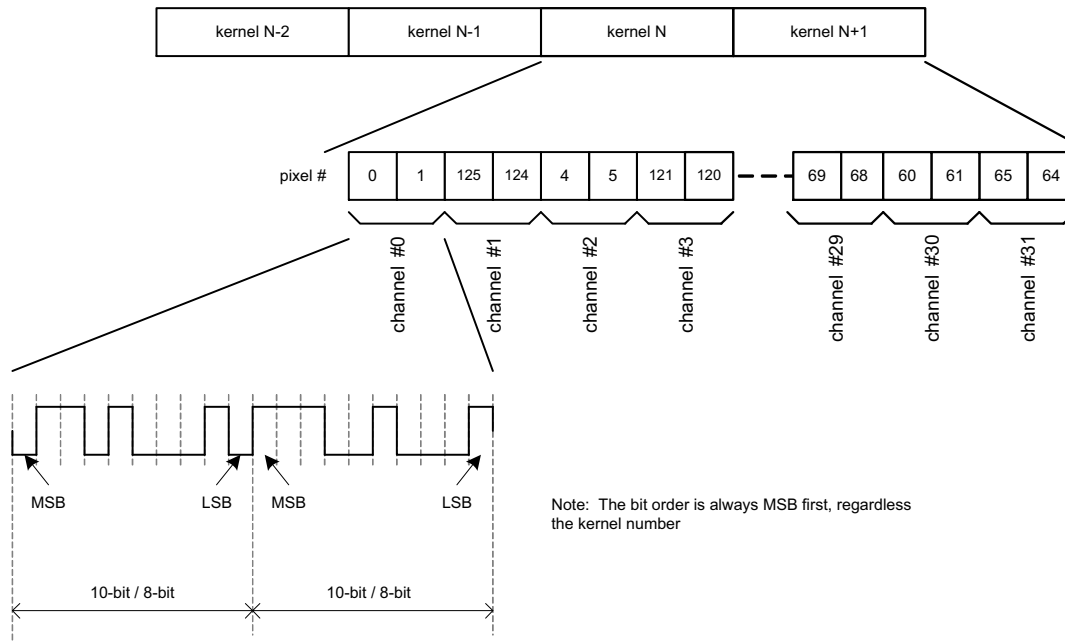 kernel N-2 kernel N-1 kernel N kernel N+1
pixel # 0 1 125 124 4 5 121 120 69 68 60 61 65 64
channel #0
channel #1
channel #2
channel #3
channel #29
channel #30
channel #31
MSB LSB MSB LSB
Note: The bit order is always MSB first, regardless
the kernel number
10-bit / 8-bit 10-bit / 8-bit